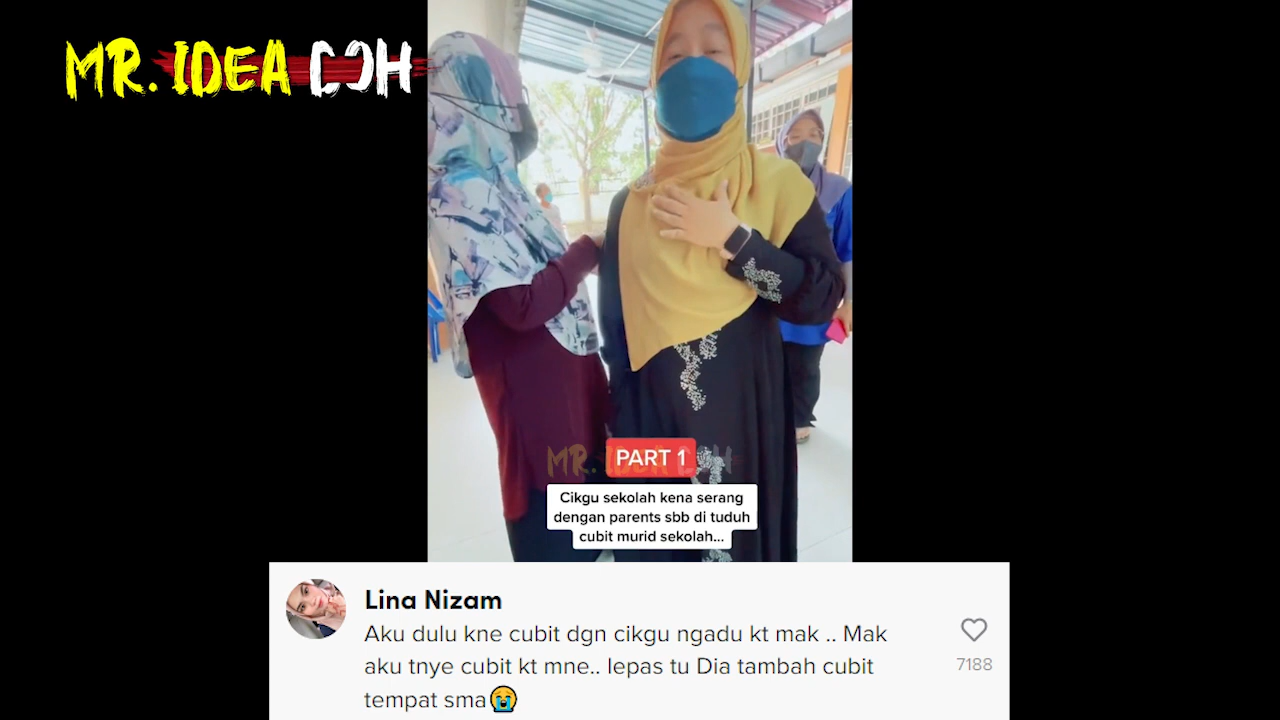 MR. IDEA COH
PART 1
Cikgu sekolah kena serang
dengan parents sbb di tuduh
cubit murid sekolah...
Lina Nizam
Aku dulu kne cubit dgn cikgu ngadu kt mak .. Mak
aku tnye cubit kt mne.. lepas tu Dia tambah cubit
tempat sma😭
7188